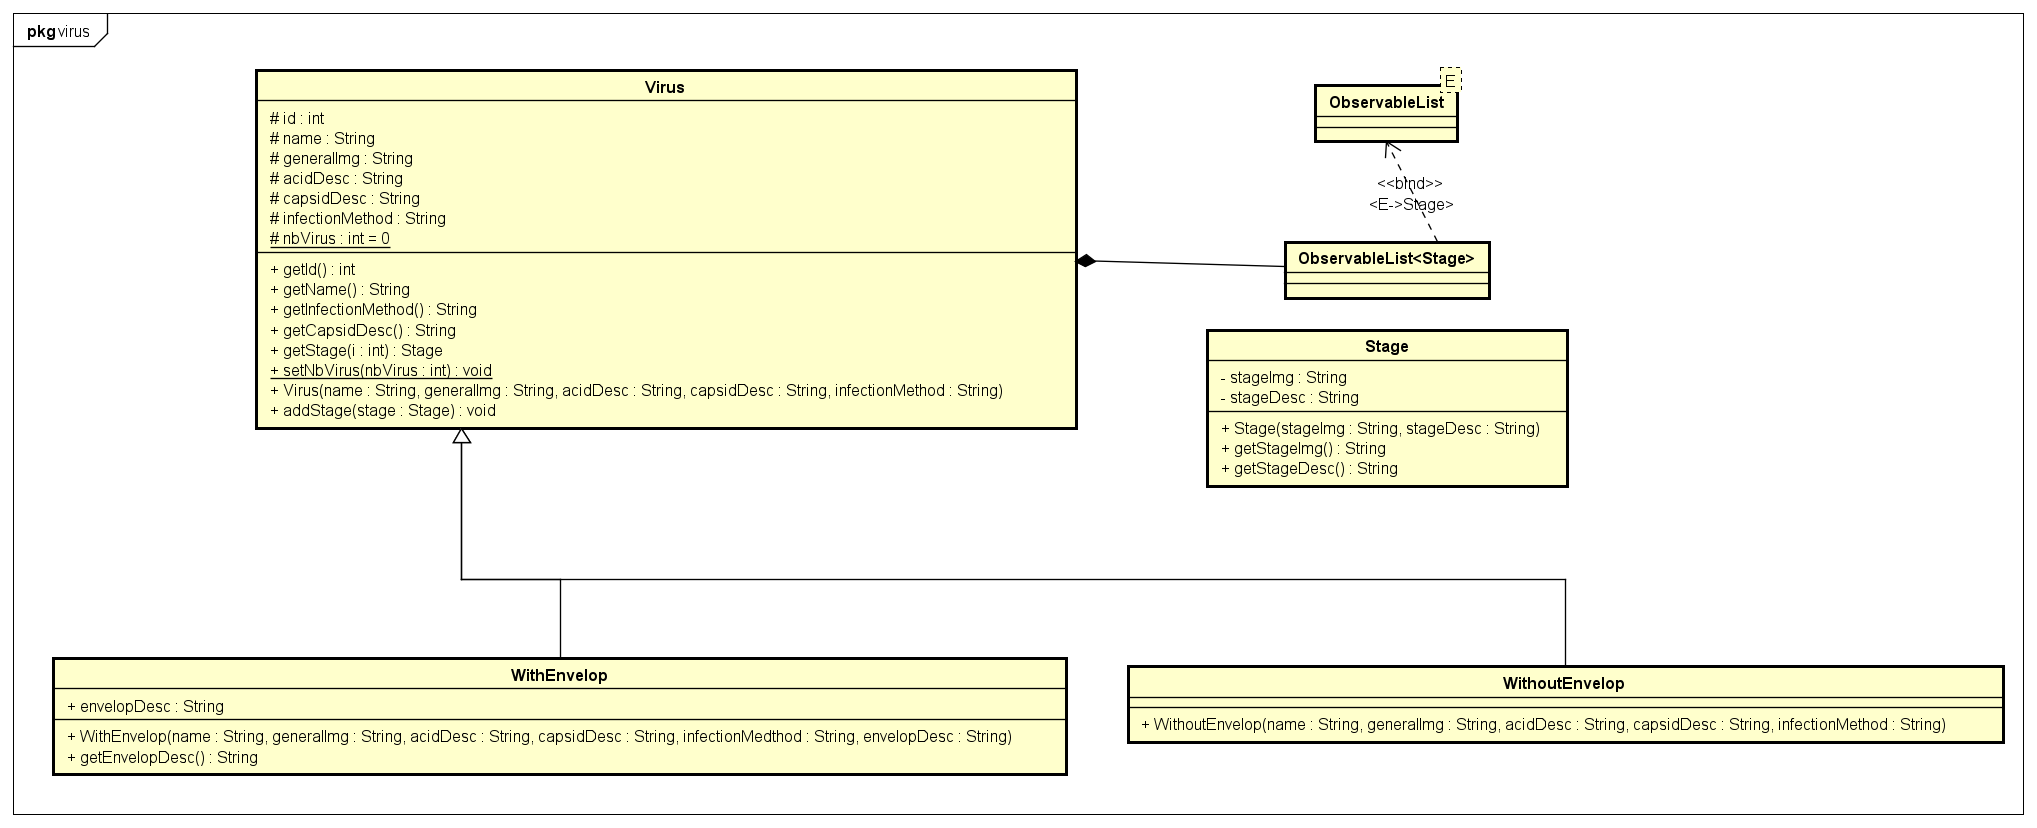 pkg virus
Virus
# id : int
# name : String
# generalImg : String
# acidDesc : String
# capsidDesc : String
# infectionMethod : String
# nbVirus : int = 0
+ getId() : int
+ getName() : String
+ getInfectionMethod() : String
+ getCapsidDesc() : String
+ getStage(i : int) : Stage
+ setNbVirus(nbVirus : int) : void
+ Virus(name : String, generalImg : String, acidDesc : String, capsidDesc : String, infectionMethod : String)
+ addStage(stage : Stage) : void
E
ObservableList
<<bind>>
<E->Stage>
ObservableList<Stage>
Stage
- stageImg : String
- stageDesc : String
+ Stage(stageImg : String, stageDesc : String)
+ getStageImg() : String
+ getStageDesc() : String
WithEnvelop
+ envelopDesc : String
+ WithEnvelop(name : String, generalImg : String, acidDesc : String, capsidDesc : String, infectionMedthod : String, envelopDesc : String)
+ getEnvelopDesc() : String
WithoutEnvelop
+ WithoutEnvelop(name : String, generalImg : String, acidDesc : String, capsidDesc : String, infectionMethod : String)